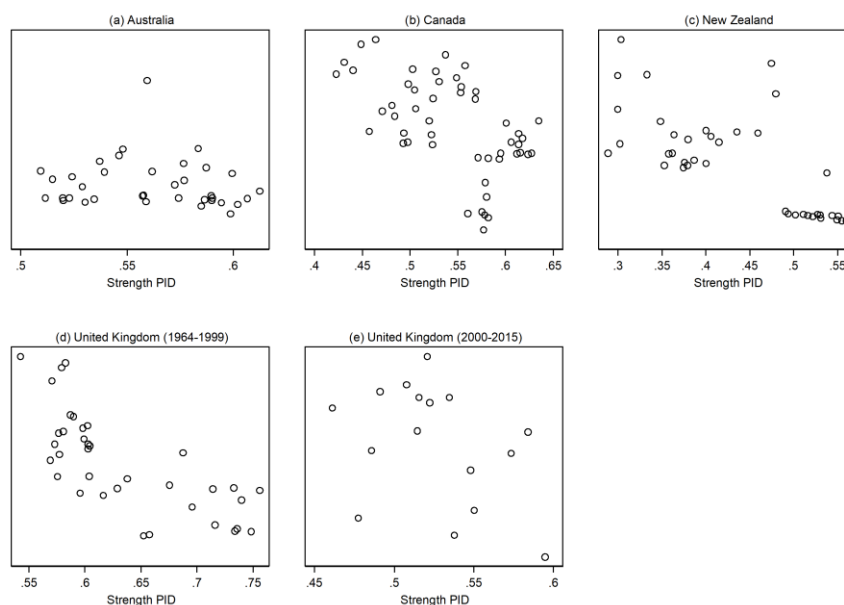 (a) Australia
(b) Canada
(c) New Zealand
.5 .55 .6
.4 .45 .5 .55 .6 .65
.3 .35 .4 .45 .5 .55
Strength PID
Strength PID
Strength PID
(d) United Kingdom (1964-1999)
(e) United Kingdom (2000-2015)
.55 .6 .65 .7 .75
.45 .5 .55 .6
Strength PID
Strength PID